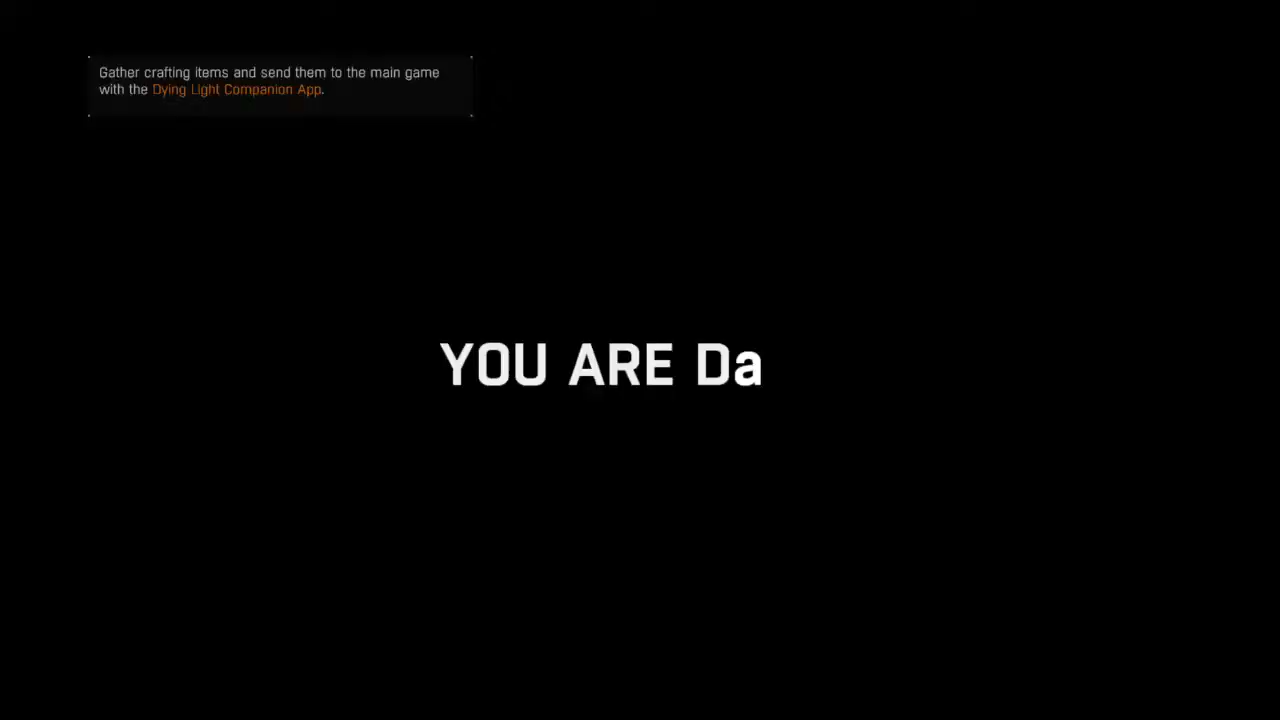 Gather crafting items and send them to the main game
with the Dying Light Companion App.
YOU ARE Da